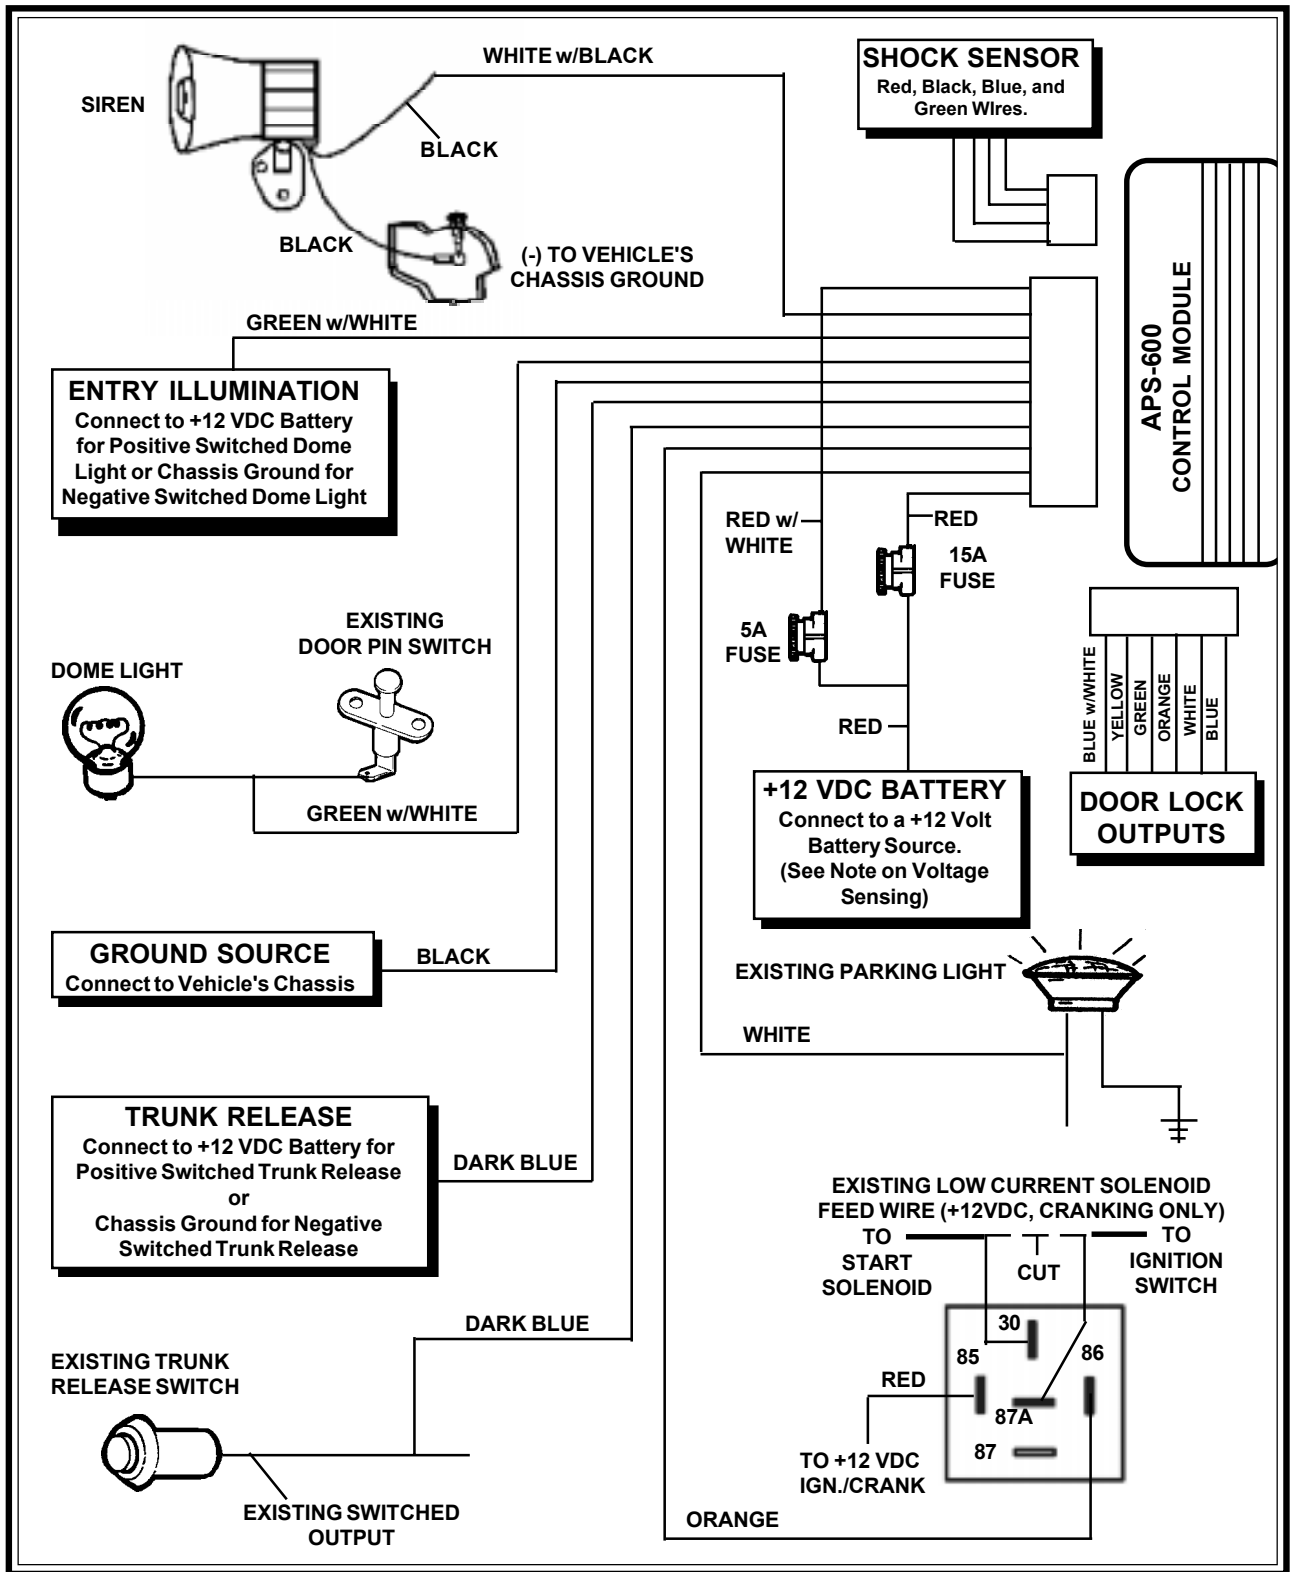 WHITE w/BLACK
SIREN
BLACK
BLACK
(-) TO VEHICLE'S
CHASSIS GROUND
SHOCK SENSOR
Red, Black, Blue, and
Green WIres.
APS-600
CONTROL MODULE
GREEN w/WHITE
ENTRY ILLUMINATION
Connect to +12 VDC Battery
for Positive Switched Dome
Light or Chassis Ground for
Negative Switched Dome Light
RED w/
WHITE
RED
15A
FUSE
5A
FUSE
RED
EXISTING
DOOR PIN SWITCH
DOME LIGHT
GREEN w/WHITE
+12 VDC BATTERY
Connect to a +12 Volt
Battery Source.
(See Note on Voltage
Sensing)
BLUE w/WHITE
YELLOW
GREEN
ORANGE
WHITE
BLUE
DOOR LOCK
OUTPUTS
GROUND SOURCE
Connect to Vehicle's Chassis
BLACK
EXISTING PARKING LIGHT
WHITE
TRUNK RELEASE
Connect to +12 VDC Battery for
Positive Switched Trunk Release
or
Chassis Ground for Negative
Switched Trunk Release
DARK BLUE
EXISTING LOW CURRENT SOLENOID
FEED WIRE (+12VDC, CRANKING ONLY)
TO
START
SOLENOID
CUT
TO
IGNITION
SWITCH
30
85
86
87A
87
RED
TO +12 VDC
IGN./CRANK
DARK BLUE
EXISTING TRUNK
RELEASE SWITCH
EXISTING SWITCHED
OUTPUT
ORANGE